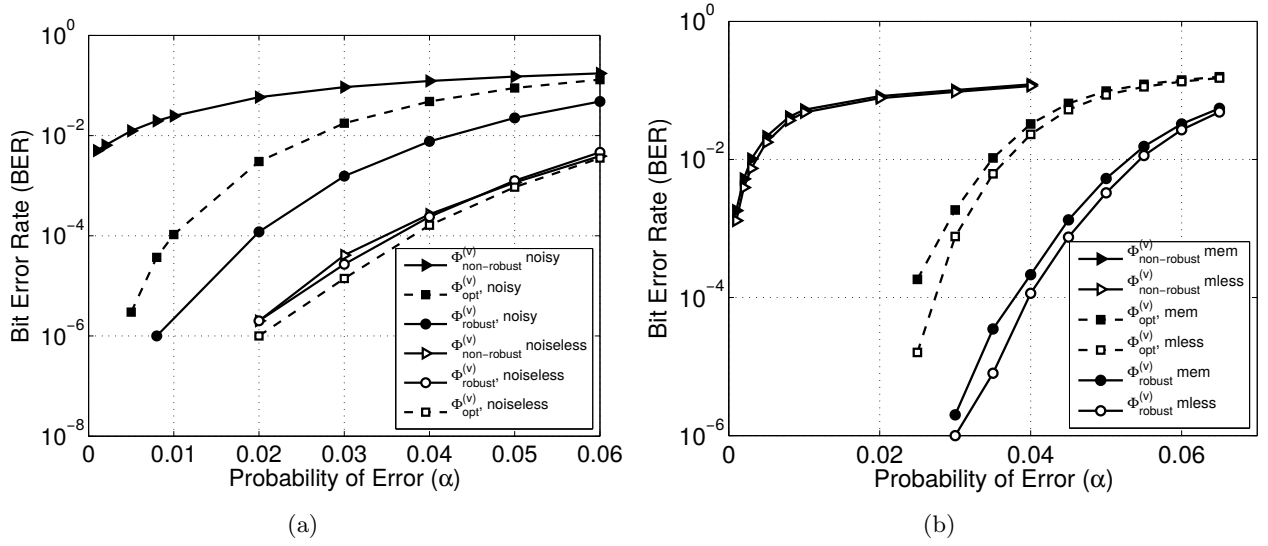 10^0
10^-2
10^-4
10^-6
10^-8
Bit Error Rate (BER)
0 0.01 0.02 0.03 0.04 0.05 0.06
Probability of Error (α)
Φ^(v)_non−robust noisy
Φ^(v)_opt, noisy
Φ^(v)_robust, noisy
Φ^(v)_non−robust noiseless
Φ^(v)_robust, noiseless
Φ^(v)_opt, noiseless
(a)
10^0
10^-2
10^-4
10^-6
Bit Error Rate (BER)
0 0.02 0.04 0.06
Probability of Error (α)
Φ^(v)_non−robust mem
Φ^(v)_non−robust mless
Φ^(v)_opt, mem
Φ^(v)_opt, mless
Φ^(v)_robust mem
Φ^(v)_robust mless
(b)